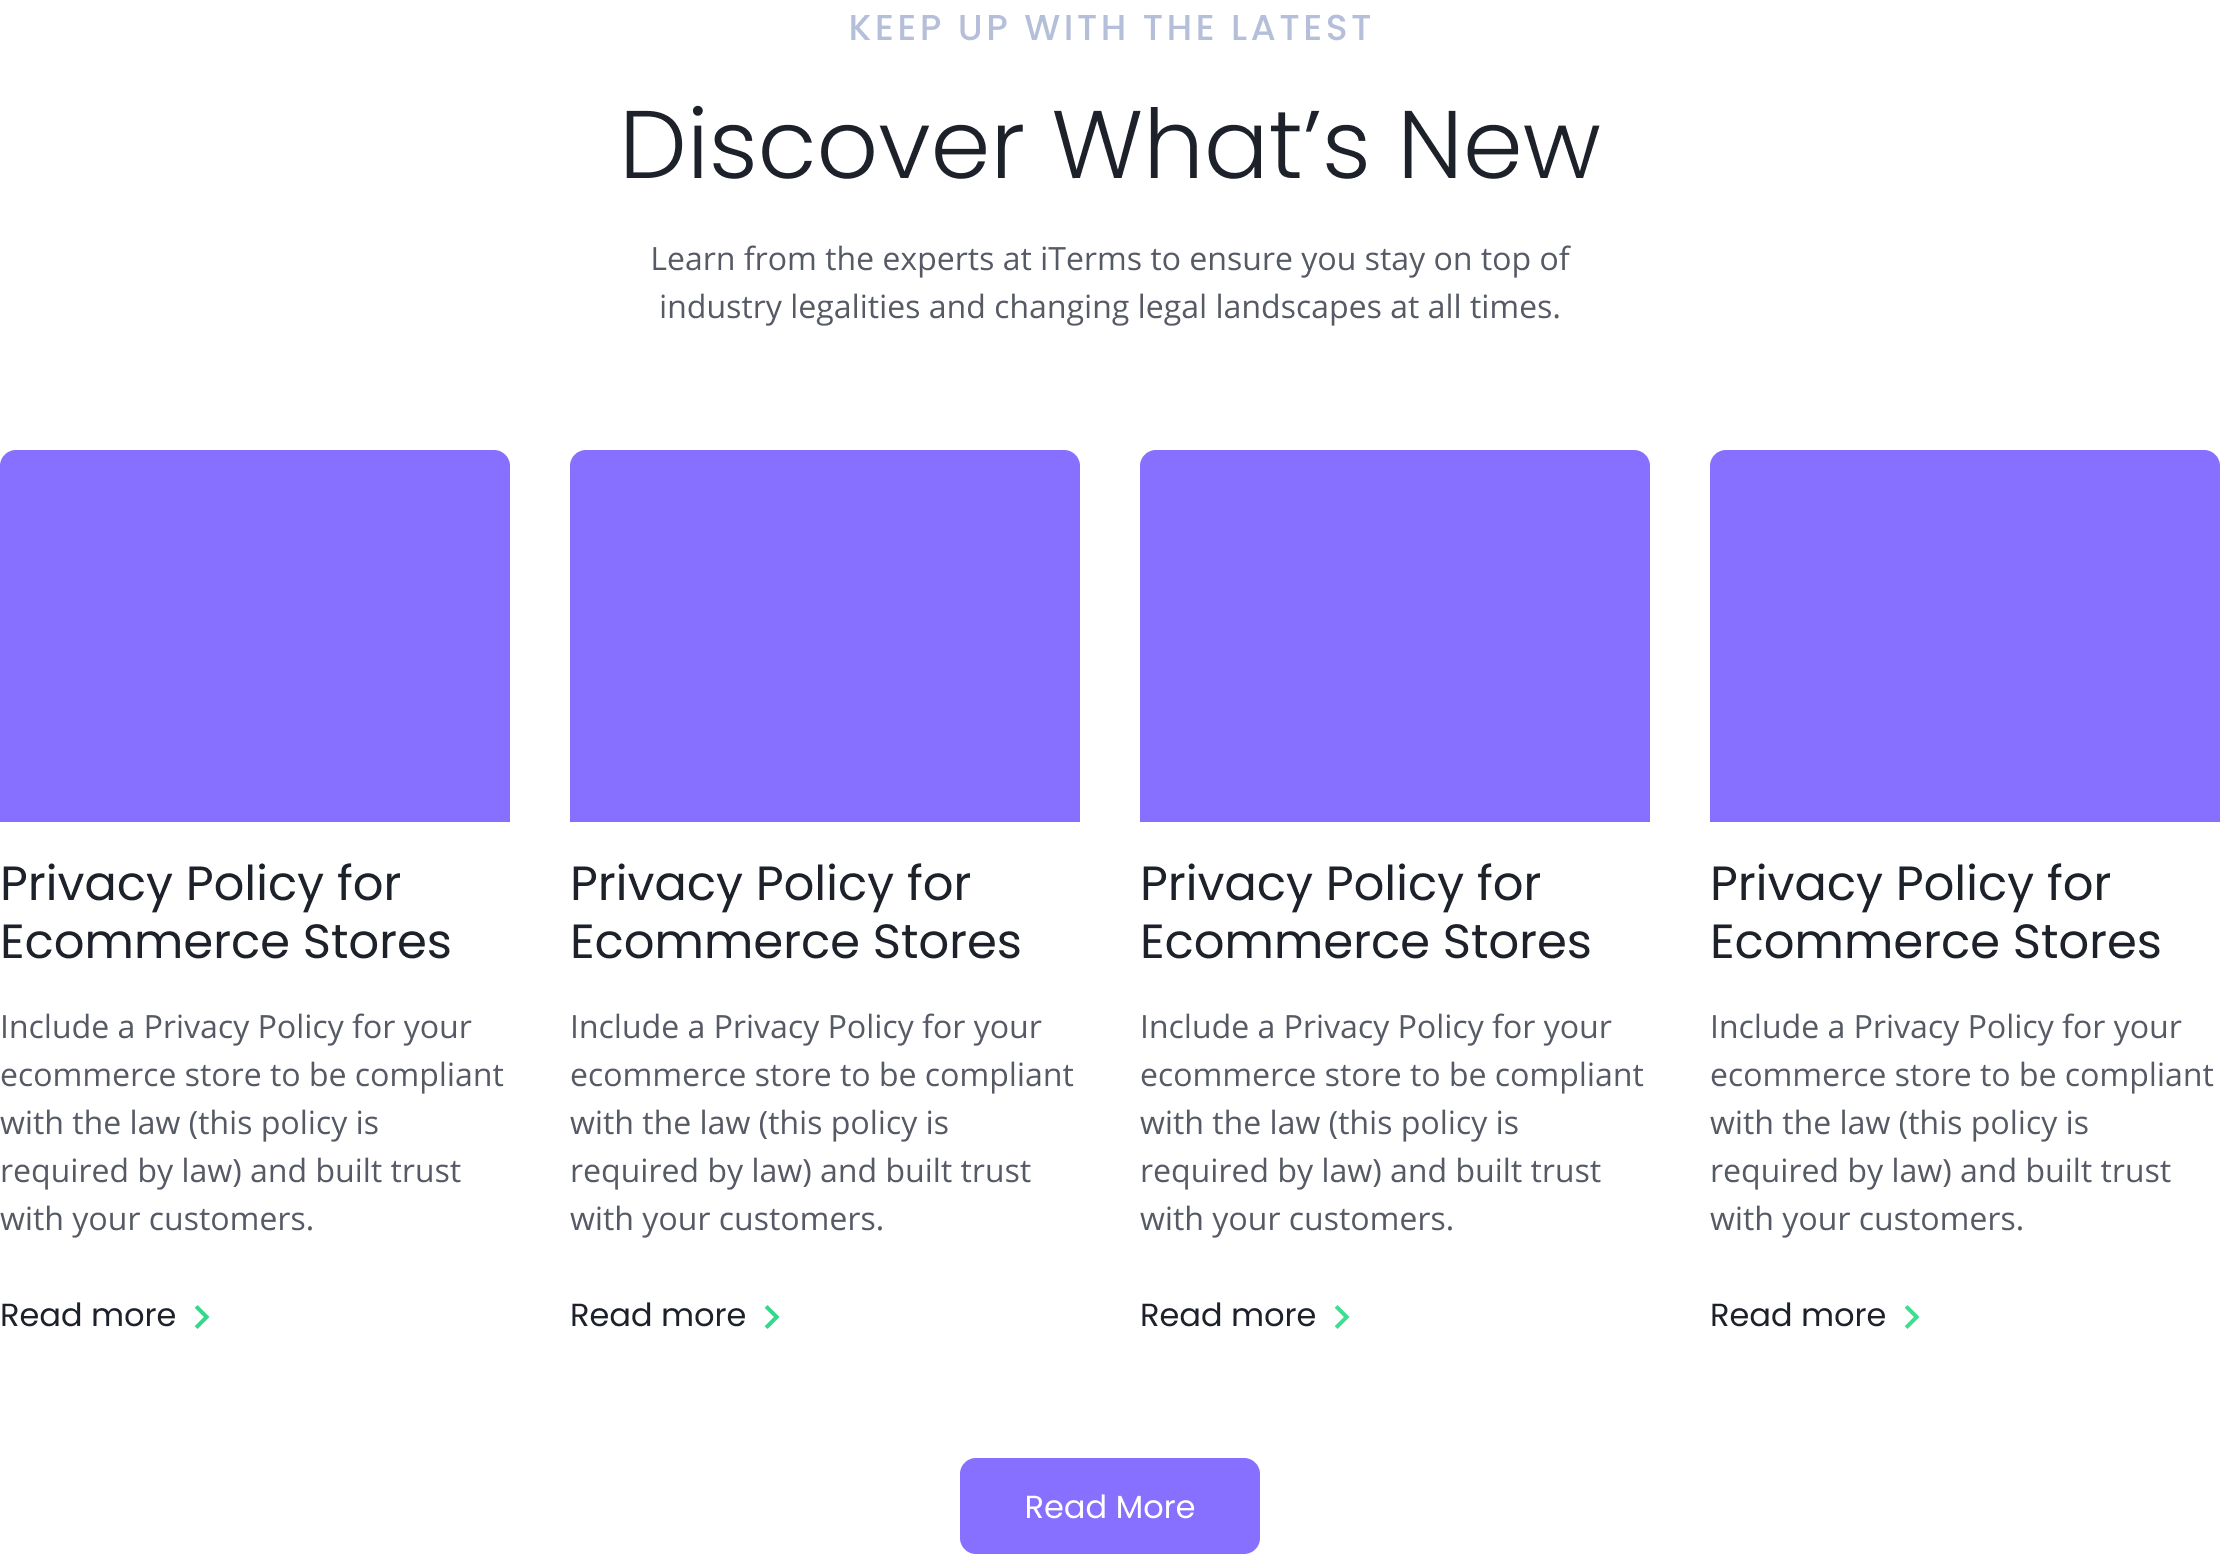 KEEP UP WITH THE LATEST
Discover What’s New
Learn from the experts at iTerms to ensure you stay on top of
industry legalities and changing legal landscapes at all times.
Privacy Policy for
Ecommerce Stores
Include a Privacy Policy for your
ecommerce store to be compliant
with the law (this policy is
required by law) and built trust
with your customers.
Read more
Privacy Policy for
Ecommerce Stores
Include a Privacy Policy for your
ecommerce store to be compliant
with the law (this policy is
required by law) and built trust
with your customers.
Read more
Privacy Policy for
Ecommerce Stores
Include a Privacy Policy for your
ecommerce store to be compliant
with the law (this policy is
required by law) and built trust
with your customers.
Read more
Privacy Policy for
Ecommerce Stores
Include a Privacy Policy for your
ecommerce store to be compliant
with the law (this policy is
required by law) and built trust
with your customers.
Read more
Read More